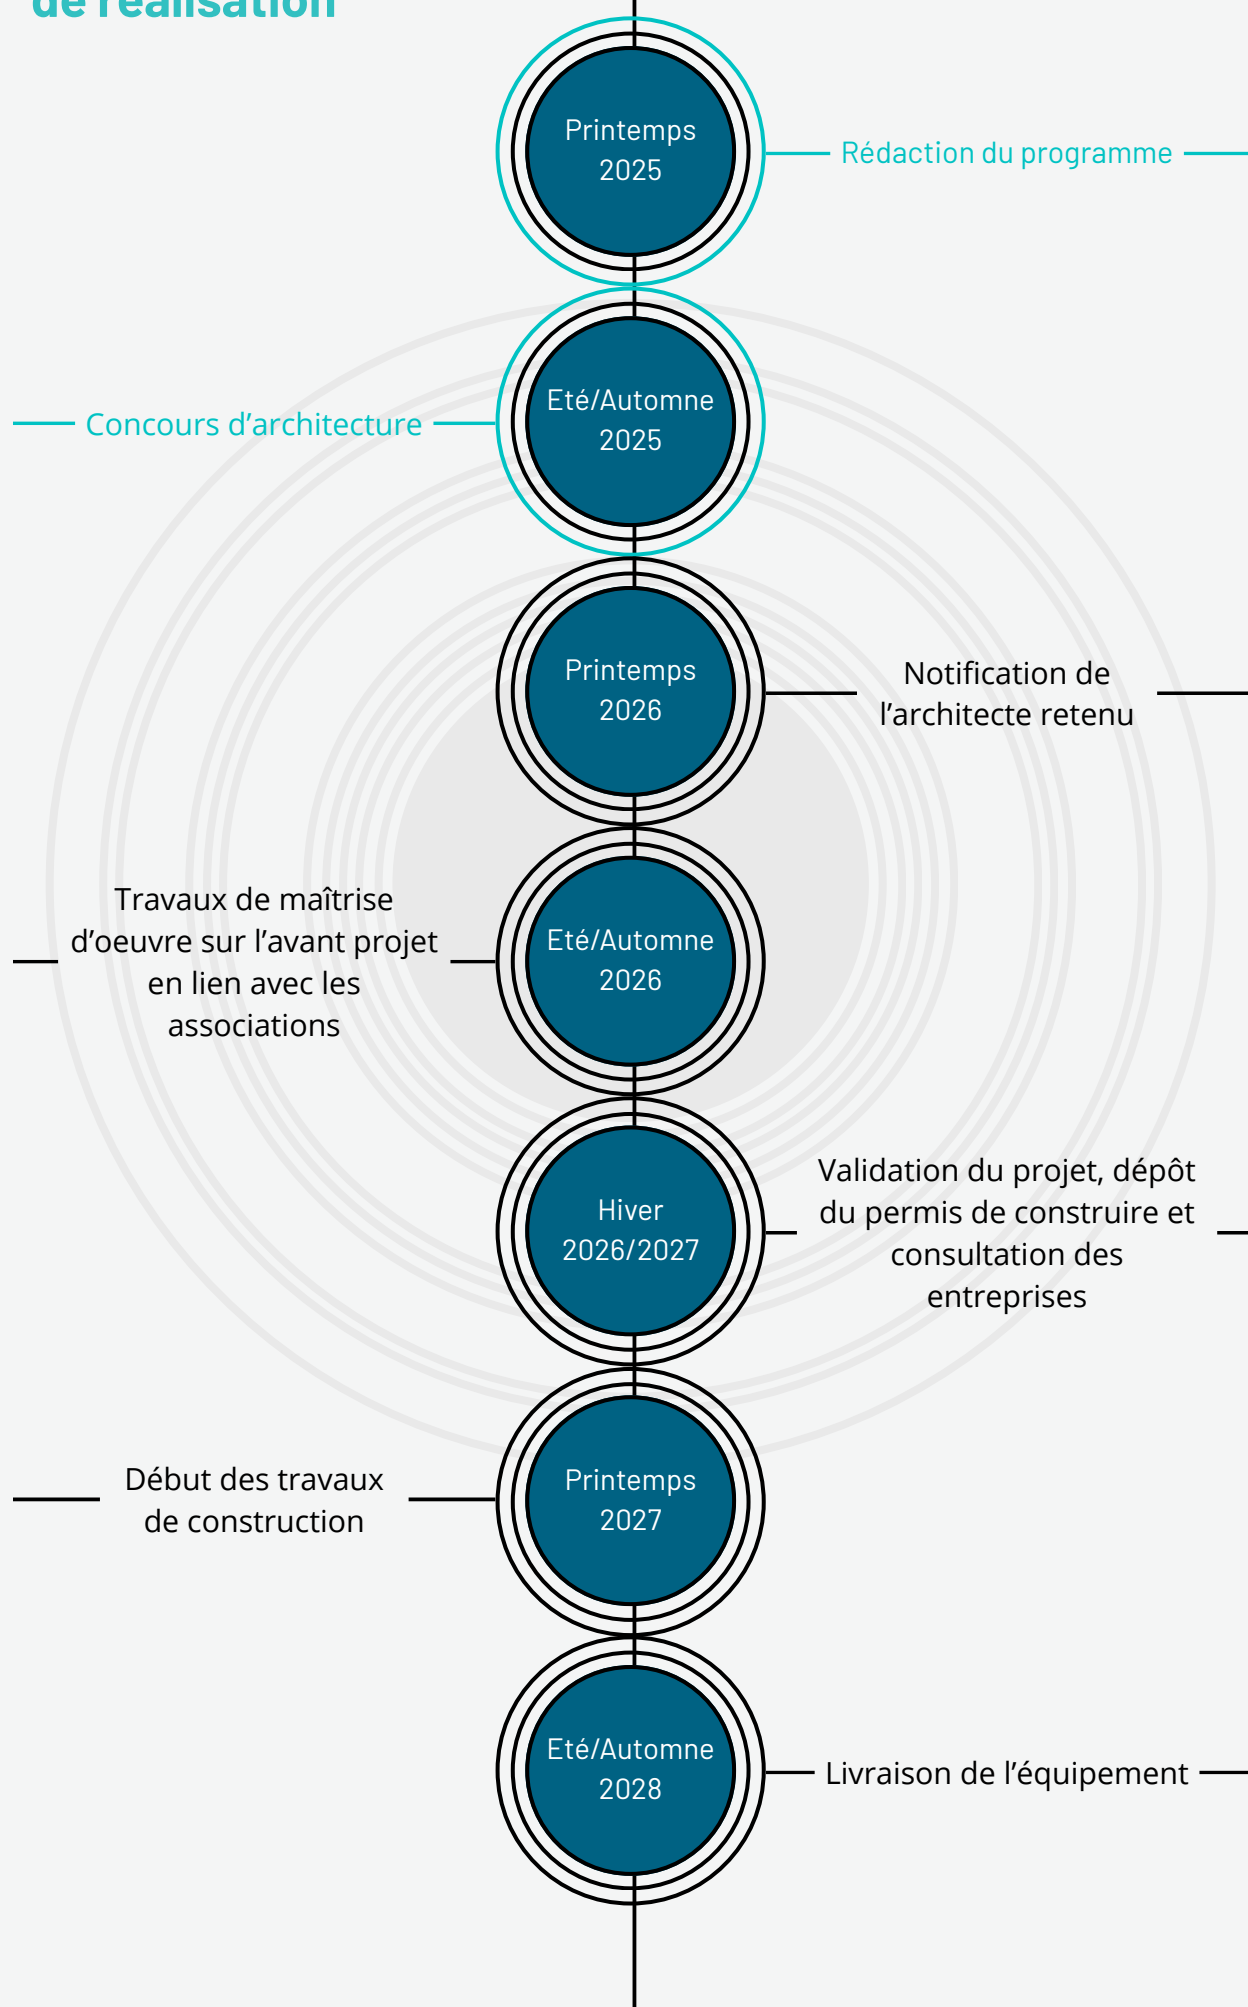 de réalisation
Printemps
2025
Rédaction du programme
Eté/Automne
2025
Concours d’architecture
Printemps
2026
Notification de
l’architecte retenu
Eté/Automne
2026
Travaux de maîtrise
d’oeuvre sur l’avant projet
en lien avec les
associations
Hiver
2026/2027
Validation du projet, dépôt
du permis de construire et
consultation des
entreprises
Printemps
2027
Début des travaux
de construction
Eté/Automne
2028
Livraison de l’équipement